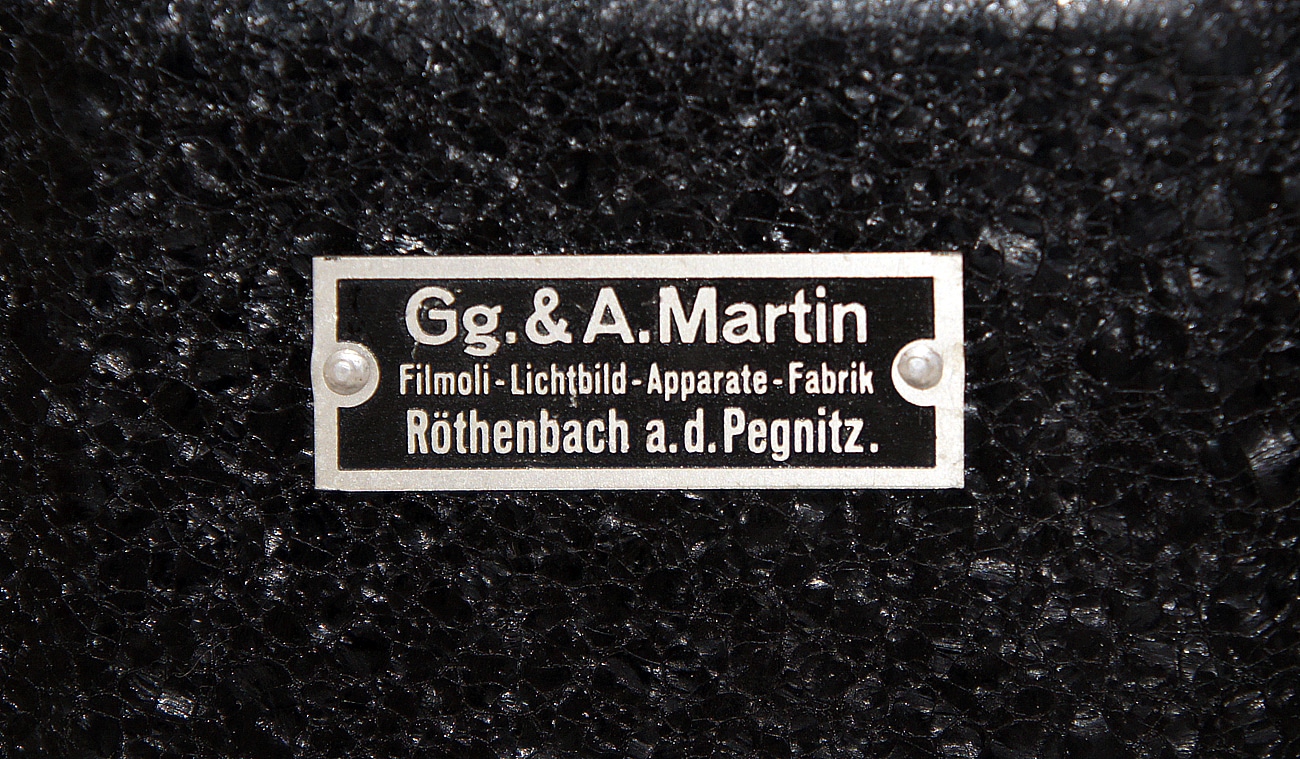 Gg. & A. Martin
Filmoli-Lichtbild-Apparate-Fabrik
Röthenbach a.d. Pegnitz.